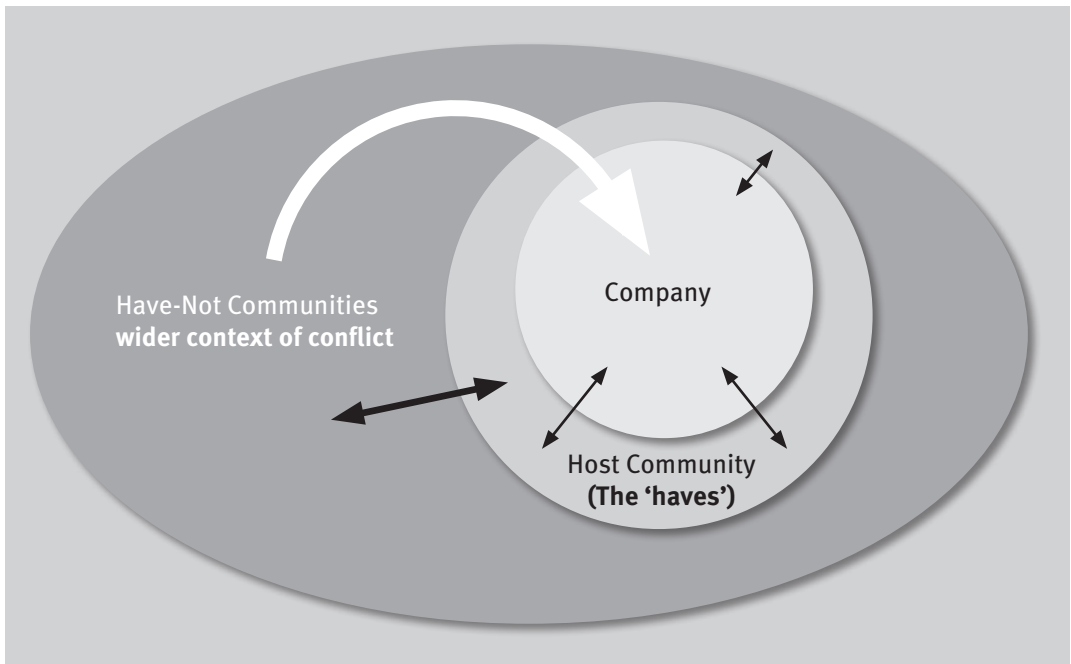 Have-Not Communities
wider context of conflict
Company
Host Community
(The ‘haves’)